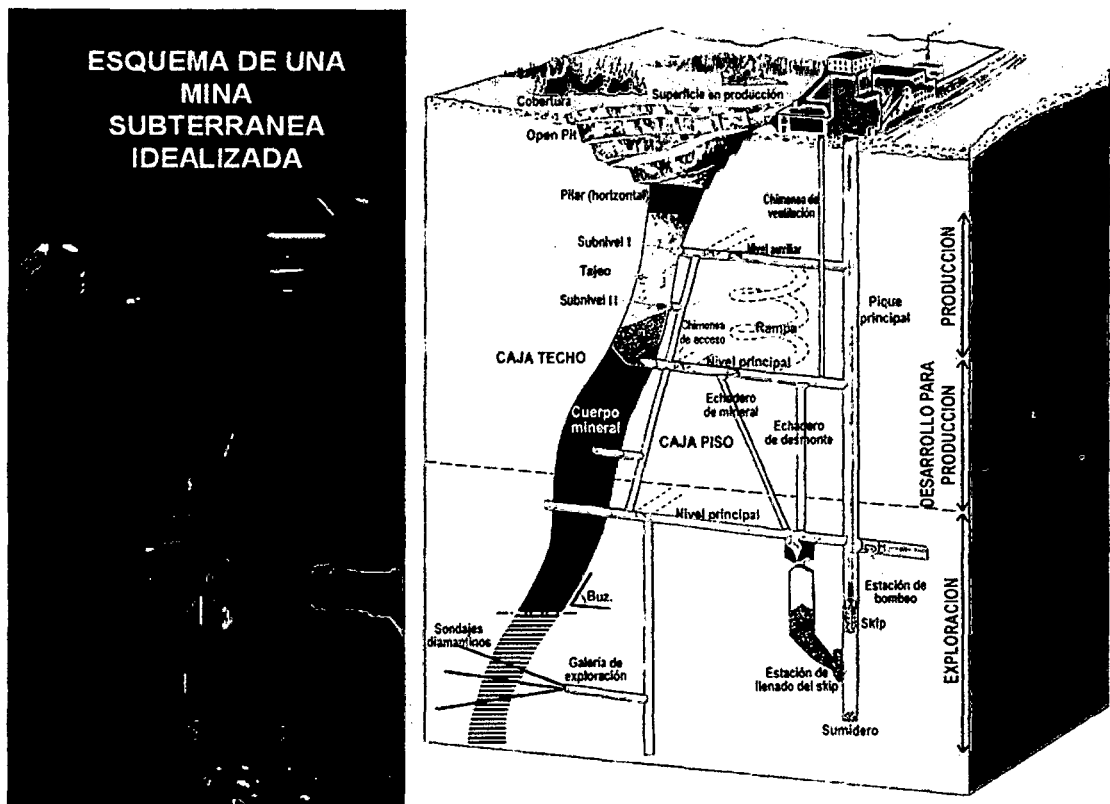 ESQUEMA DE UNA
MINA
SUBTERRANEA
IDEALIZADA
Cobertura
Superficie en producción
Open Pit
Pilar (horizontal)
Chimenea de
ventilación
Subnivel I
Nivel auxiliar
Tajeo
Subnivel II
Pique
principal
Chimenea
de acceso
Rampa
CAJA TECHO
Nivel principal
Echadero
de mineral
Cuerpo
mineral
CAJA PISO
Echadero
de desmonte
Nivel principal
Estación de
bombeo
Buz.
Skip
Sondajes
diamantinos
Galería de
exploración
Estación de
llenado del skip
Sumidero
PRODUCCION
DESARROLLO PARA
PRODUCCION
EXPLORACION